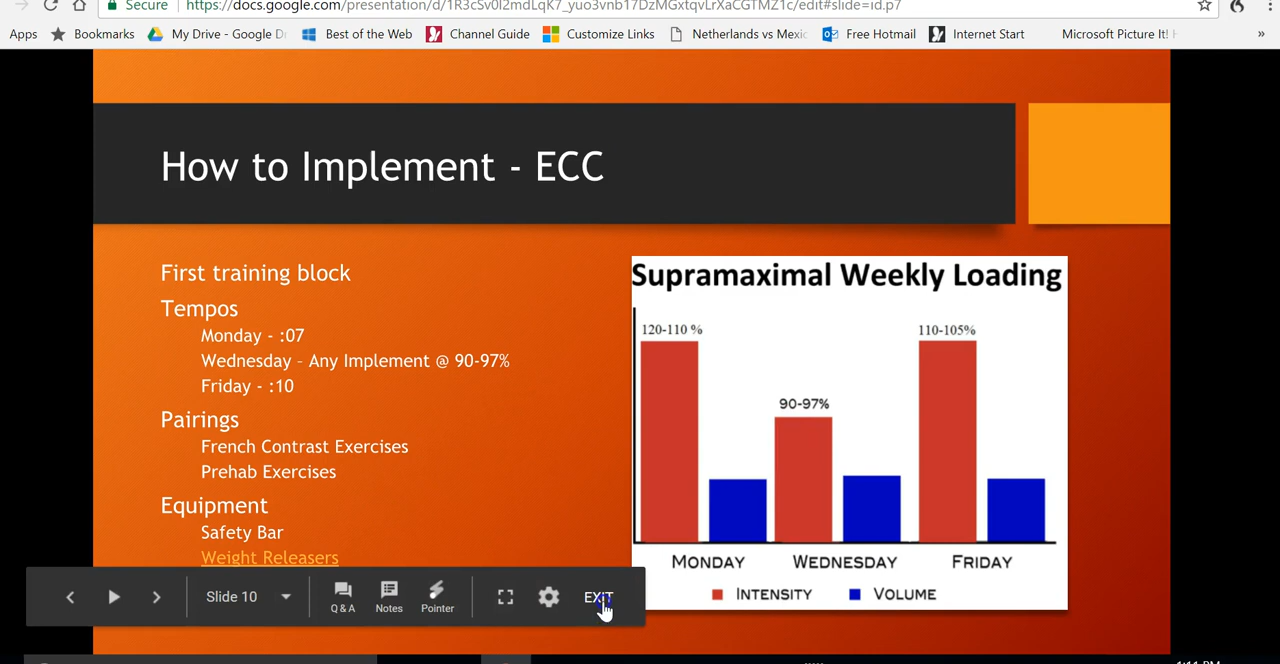 Secure
https://docs.google.com/presentation/d/1R3cSv0l2mdLqK7_yuo3vnb17DzMGxtqvLrXaCGTMZ1c/edit#slide=id.p7
Apps Bookmarks My Drive - Google D Best of the Web Channel Guide Customize Links Netherlands vs Mexic Free Hotmail Internet Start Microsoft Picture It! »
How to Implement - ECC
First training block
Tempos
Monday - :07
Wednesday – Any Implement @ 90-97%
Friday - :10
Pairings
French Contrast Exercises
Prehab Exercises
Equipment
Safety Bar
Weight Releasers
Supramaximal Weekly Loading
120-110 %
90-97%
110-105%
MONDAY WEDNESDAY FRIDAY
INTENSITY VOLUME
Slide 10
Q & A Notes Pointer
EXIT
1:11 PM